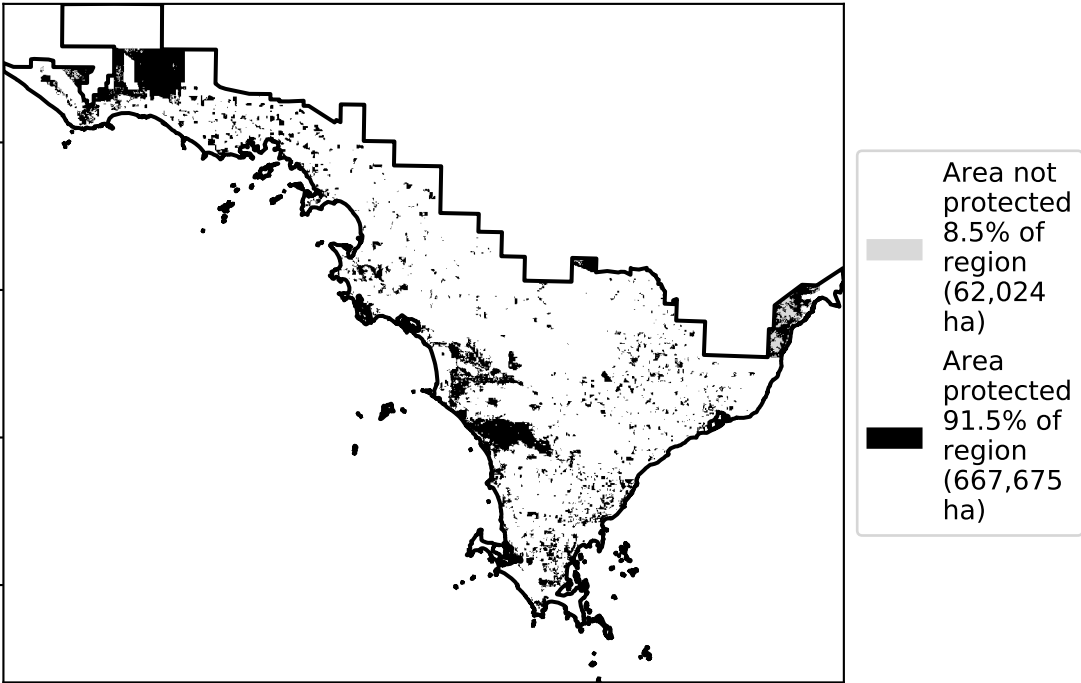 Area not
protected
8.5% of
region
(62,024
ha)
Area
protected
91.5% of
region
(667,675
ha)